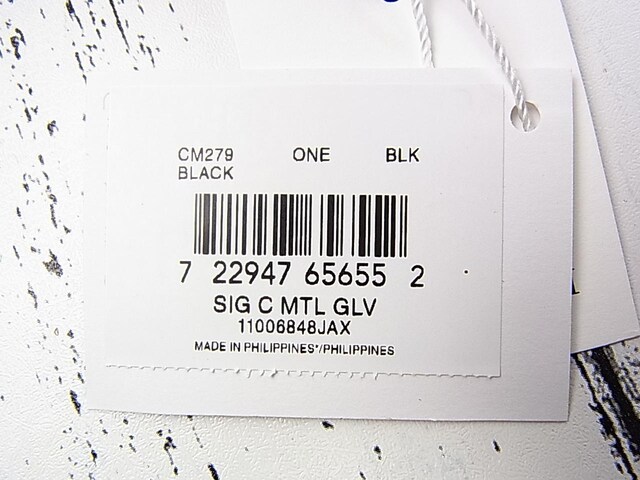 CM279 ONE BLK
BLACK
7 22947 65655 2
SIG C MTL GLV
11006848JAX
MADE IN PHILIPPINES*/PHILIPPINES